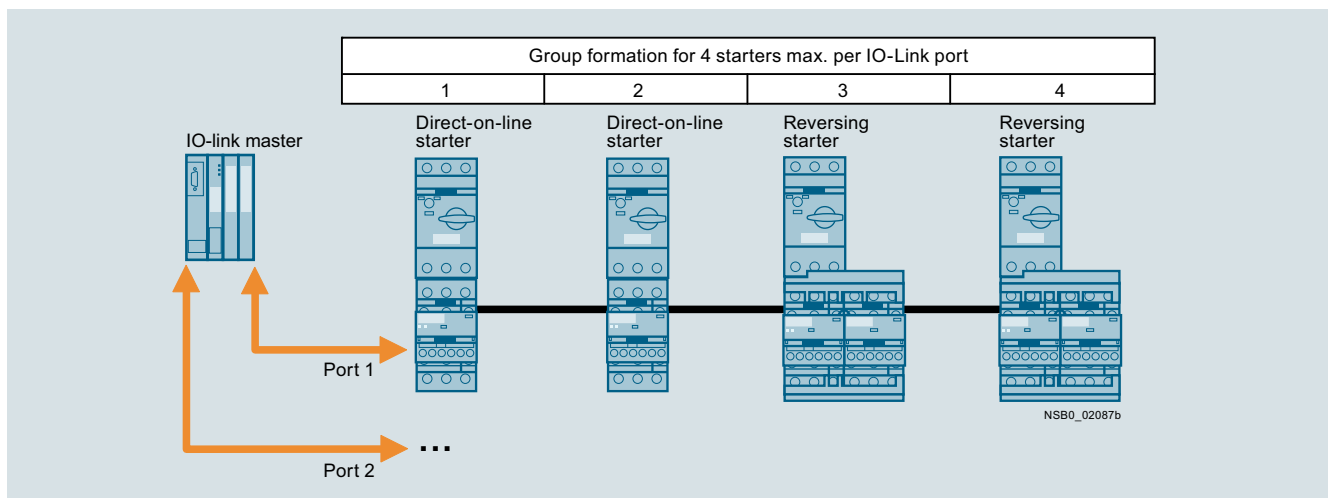 Group formation for 4 starters max. per IO-Link port
1 2 3 4
Direct-on-line starter
Direct-on-line starter
Reversing starter
Reversing starter
IO-link master
Port 1
NSB0_02087b
...
Port 2